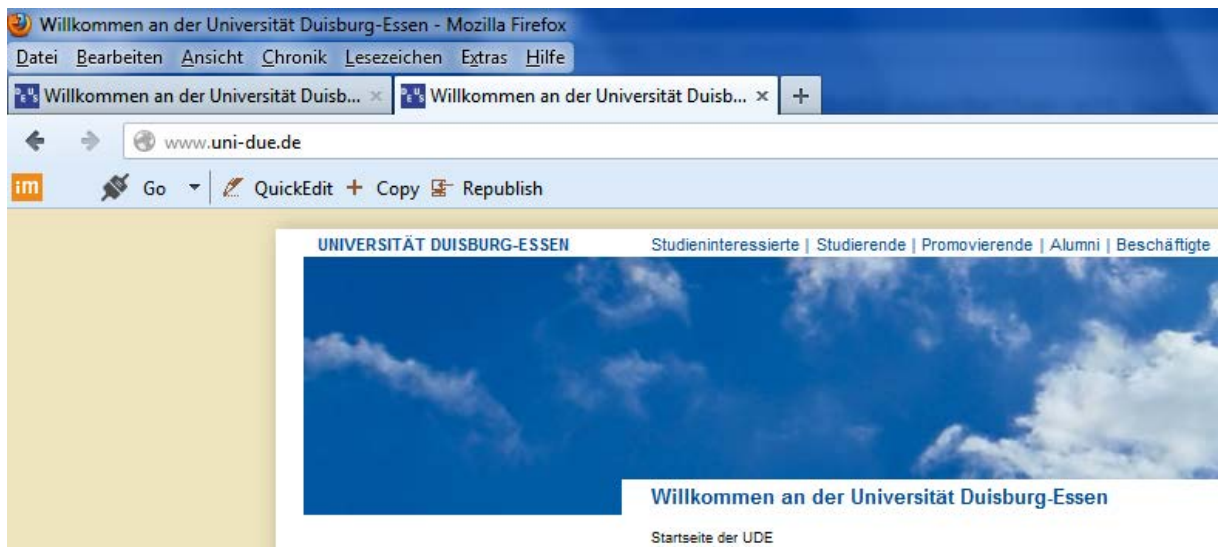 Willkommen an der Universität Duisburg-Essen - Mozilla Firefox
Datei Bearbeiten Ansicht Chronik Lesezeichen Extras Hilfe
Willkommen an der Universität Duisb... × Willkommen an der Universität Duisb... × +
www.uni-due.de
im Go QuickEdit + Copy Republish
UNIVERSITÄT DUISBURG-ESSEN Studieninteressierte | Studierende | Promovierende | Alumni | Beschäftigte
Willkommen an der Universität Duisburg-Essen
Startseite der UDE